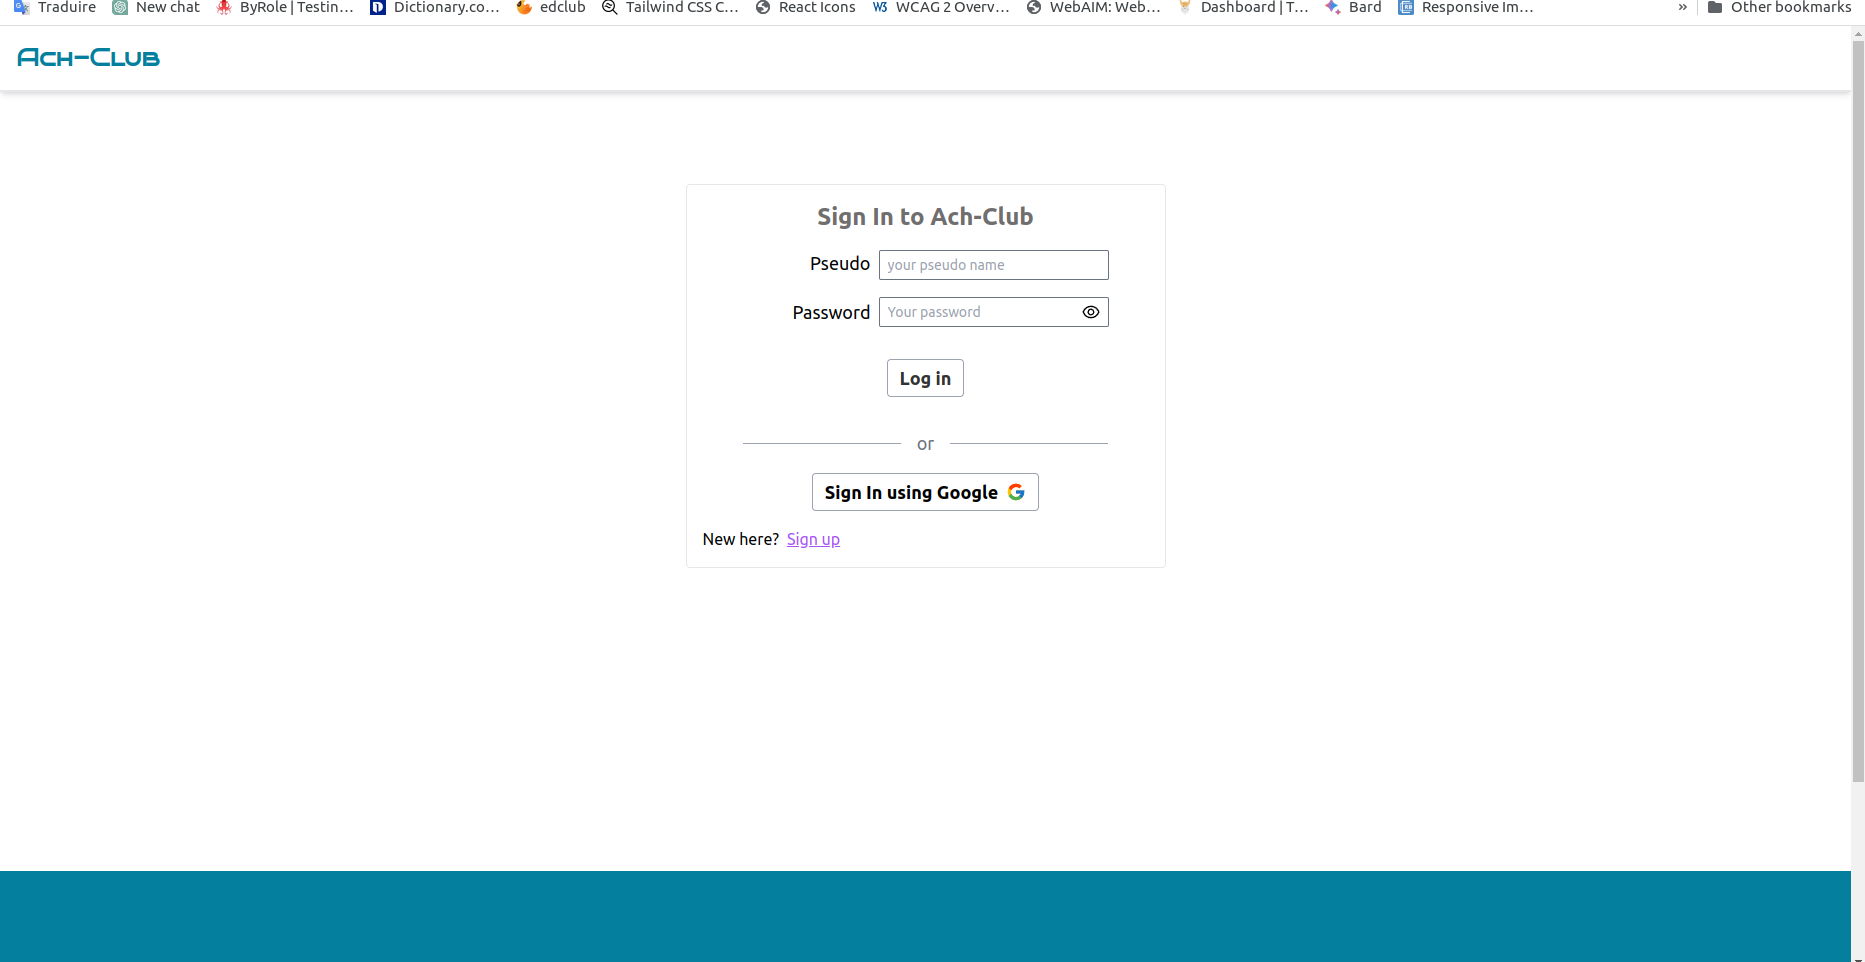 Traduire New chat ByRole | Testin... Dictionary.co... edclub Tailwind CSS C... React Icons WCAG 2 Overv... WebAIM: Web... Dashboard | T... Bard Responsive Im... » Other bookmarks
Ach-Club
Sign In to Ach-Club
Pseudo your pseudo name
Password Your password
Log in
or
Sign In using Google
New here? Sign up